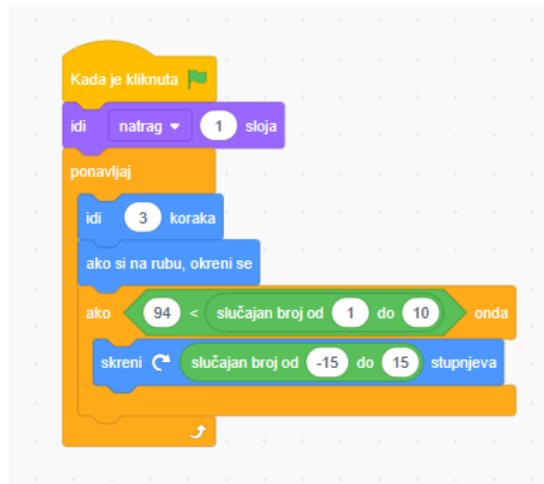 Kada je kliknuta
idi natrag 1 sloja
ponavljaj
idi 3 koraka
ako si na rubu, okreni se
ako 94 < slučajan broj od 1 do 10 onda
skreni slučajan broj od -15 do 15 stupnjeva